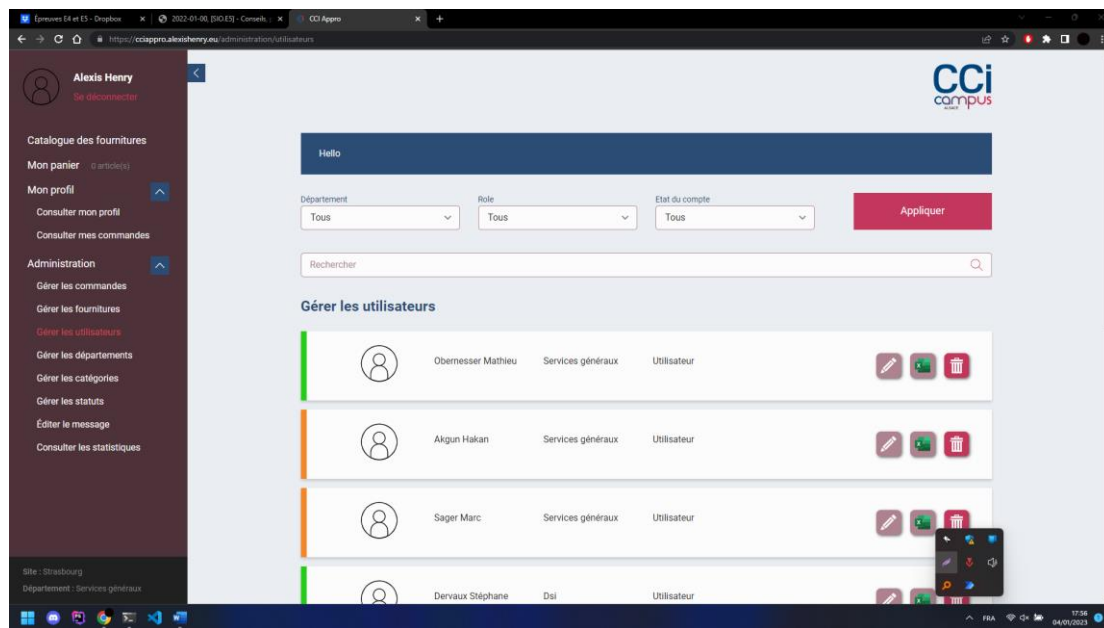 Épreuves E4 et E5 - Dropbox
2022-01-00, [SIO.E5] - Conseils,
CCI Appro
https://cciappro.alexishenry.eu/administration/utilisateurs
Alexis Henry
Se déconnecter
CCi
campus
Catalogue des fournitures
Mon panier 0 article(s)
Mon profil
Consulter mon profil
Consulter mes commandes
Administration
Gérer les commandes
Gérer les fournitures
Gérer les utilisateurs
Gérer les départements
Gérer les catégories
Gérer les statuts
Éditer le message
Consulter les statistiques
Site : Strasbourg
Département : Services généraux
Hello
Département Role Etat du compte
Tous Tous Tous Appliquer
Rechercher
Gérer les utilisateurs
Obernesser Mathieu Services généraux Utilisateur
Akgun Hakan Services généraux Utilisateur
Sager Marc Services généraux Utilisateur
Dervaux Stéphane Dsi Utilisateur
FRA 17:56
04/01/2023